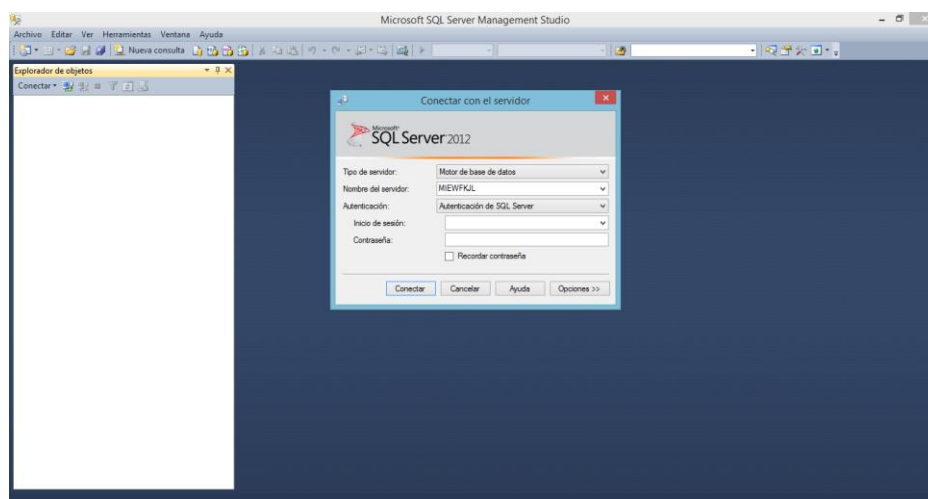 Microsoft SQL Server Management Studio
Archivo Editar Ver Herramientas Ventana Ayuda
Nueva consulta
Explorador de objetos
Conectar
Conectar con el servidor
Microsoft
SQL Server 2012
Tipo de servidor: Motor de base de datos
Nombre del servidor: MIEWFKJL
Autenticación: Autenticación de SQL Server
Inicio de sesión:
Contraseña:
Recordar contraseña
Conectar Cancelar Ayuda Opciones >>